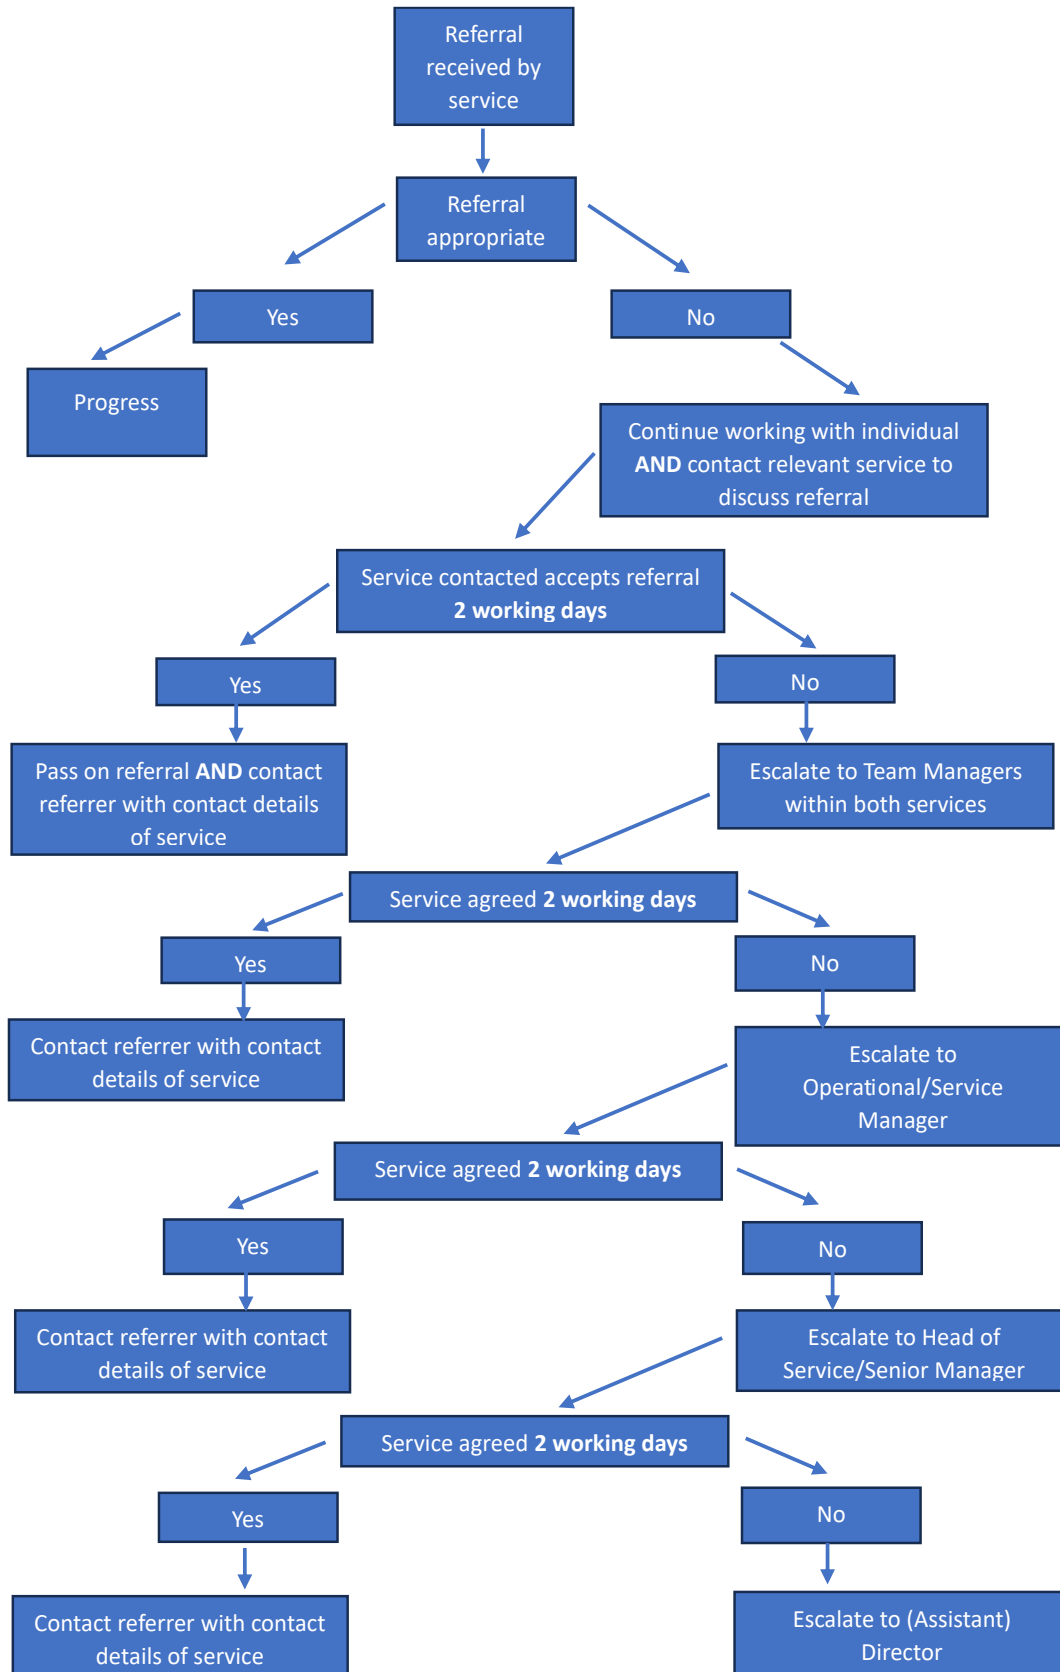 Referral
received by
service
Referral
appropriate
Yes
No
Progress
Continue working with individual
AND contact relevant service to
discuss referral
Service contacted accepts referral
2 working days
Yes
No
Pass on referral AND contact
referrer with contact details
of service
Escalate to Team Managers
within both services
Service agreed 2 working days
Yes
No
Contact referrer with contact
details of service
Escalate to
Operational/Service
Manager
Service agreed 2 working days
Yes
No
Contact referrer with contact
details of service
Escalate to Head of
Service/Senior Manager
Service agreed 2 working days
Yes
No
Contact referrer with contact
details of service
Escalate to (Assistant)
Director